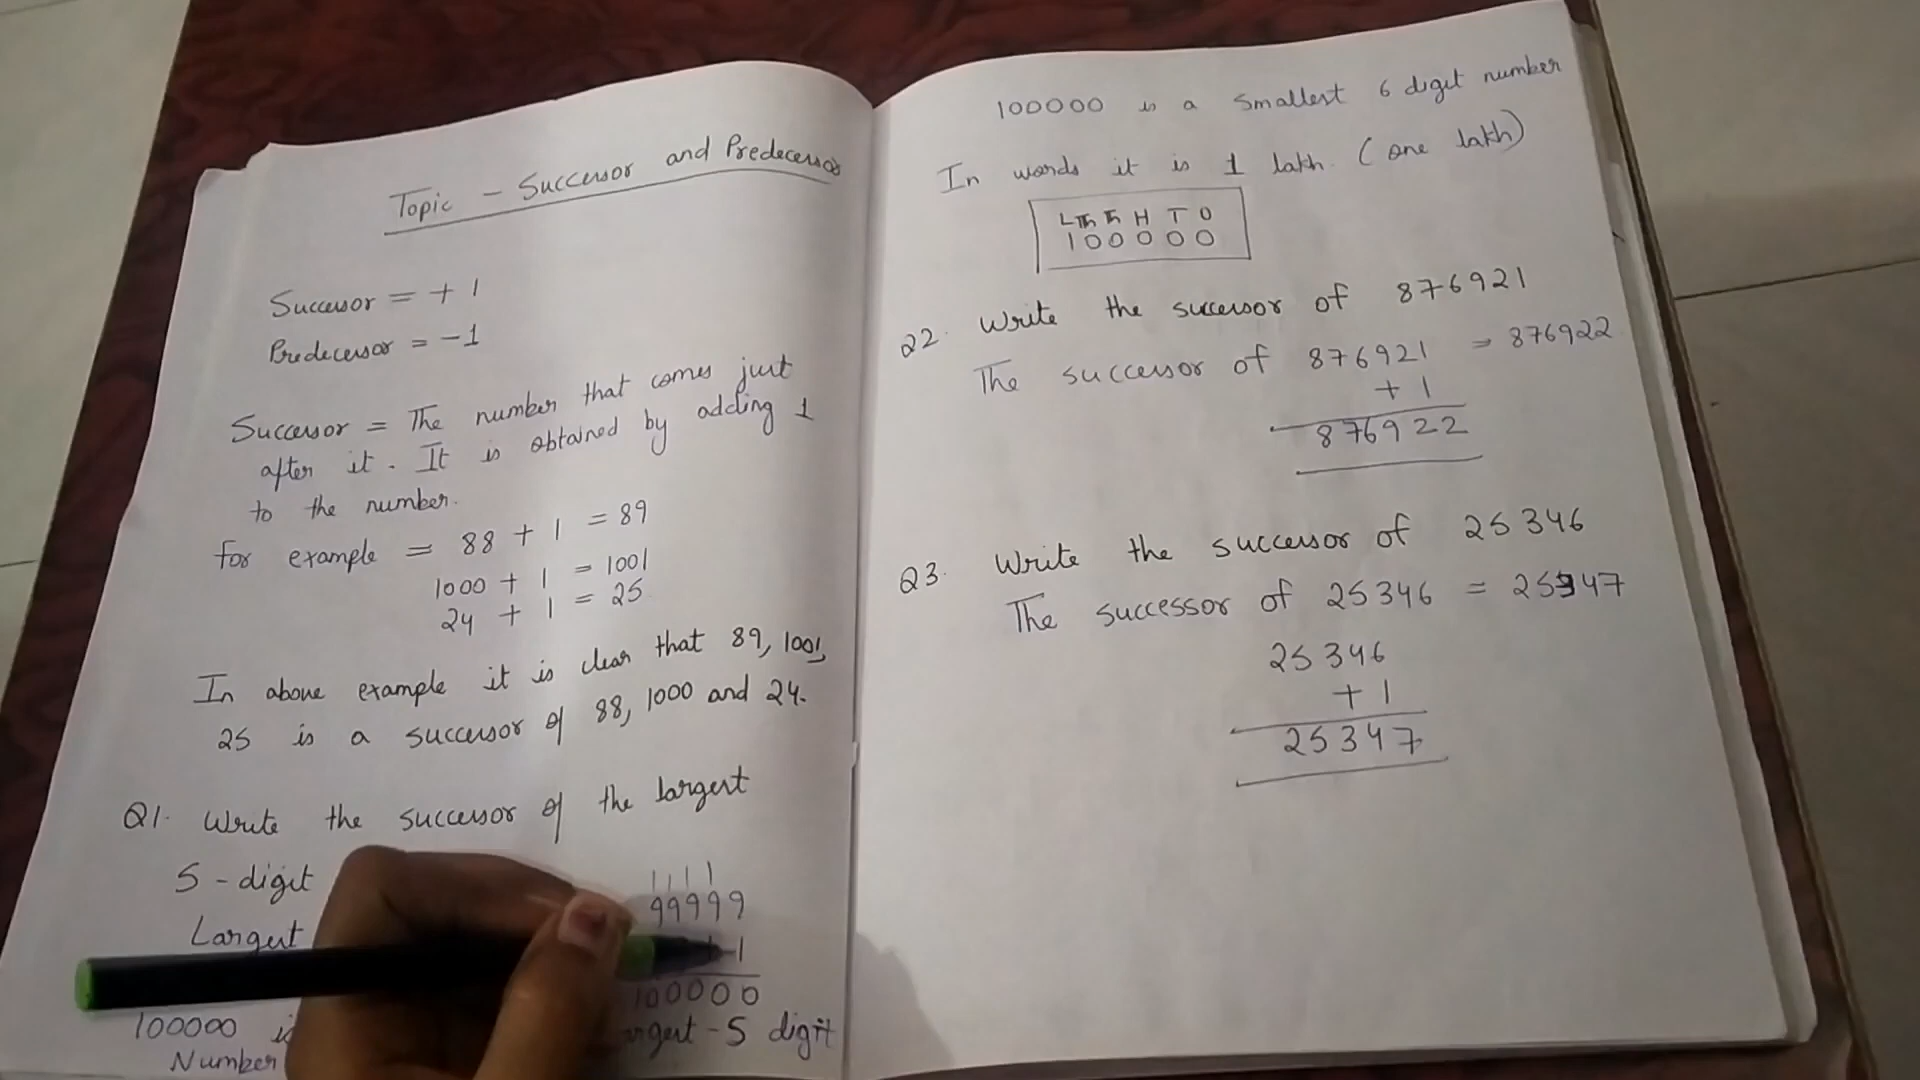 Topic - Successor and Predecessor
Successor = + 1
Predecessor = -1
Successor = The number that comes just
after it. It is obtained by adding 1
to the number.
for example = 88 + 1 = 89
1000 + 1 = 1001
24 + 1 = 25
In above example it is clear that 89, 1001,
25 is a successor of 88, 1000 and 24.
Q1. Write the successor of the largest
5-digit
1111
Largest 99999
1
100000
100000 is largest-5 digit
Number
100000 is a smallest 6 digit number
In words it is 1 lakh. (one lakh)
L TTh Th H T O
1 0 0 0 0 0
Q2. Write the successor of 876921
The successor of 876921 = 876922
+ 1
876922
Q3. Write the successor of 25346
The successor of 25346 = 25347
25346
+ 1
25347